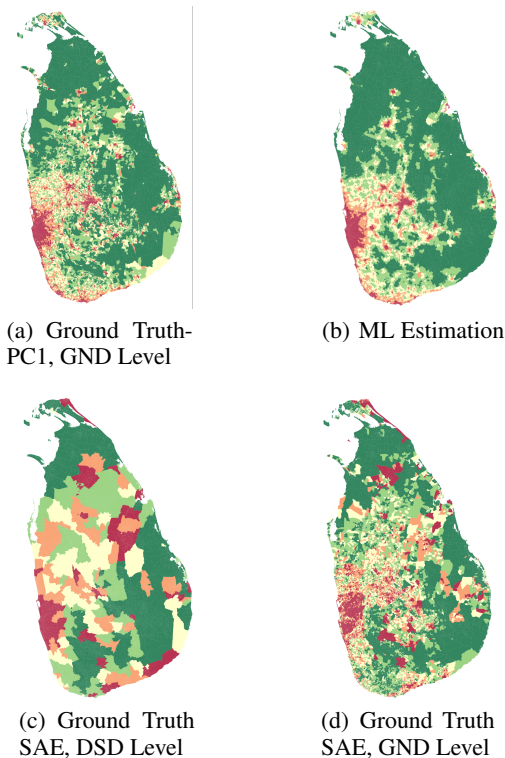 (a) Ground Truth-
PC1, GND Level
(b) ML Estimation
(c) Ground Truth
SAE, DSD Level
(d) Ground Truth
SAE, GND Level